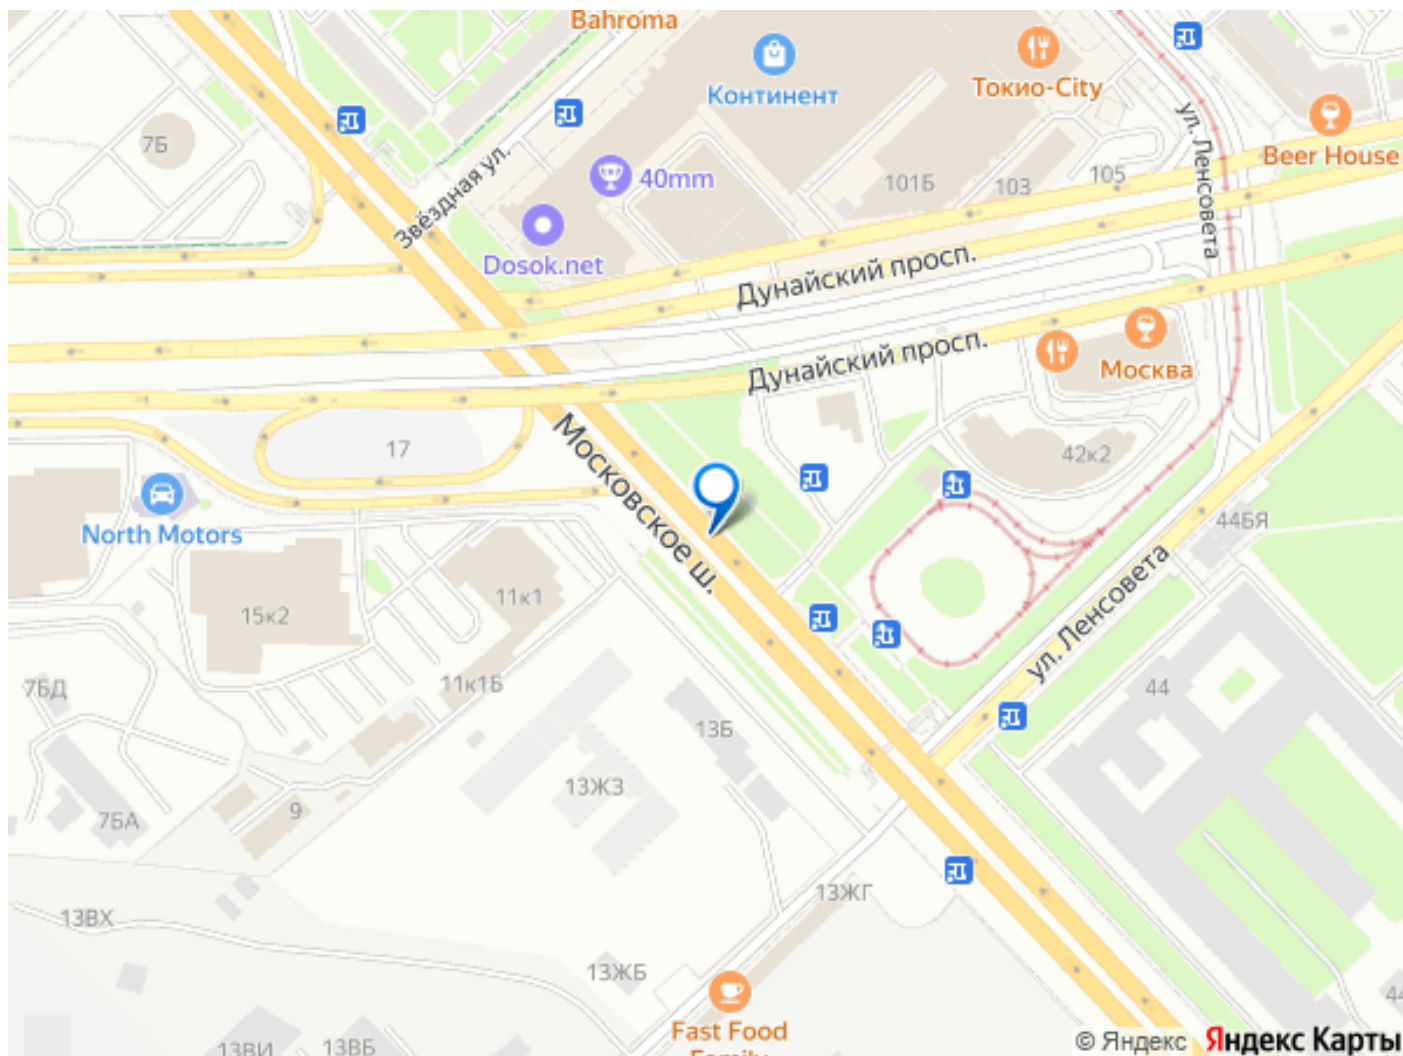 Bahroma
Континент
Токио-City
ул. Ленсовета
Beer House
7Б
Звёздная ул.
40mm
101Б
103
105
Dosok.net
Дунайский просп.
Дунайский просп.
Москва
Московское ш.
17
42к2
North Motors
44БЯ
15к2
11к1
11к1Б
ул. Ленсовета
7БД
44
13Б
13ЖЗ
9
7БА
13ВХ
13ЖГ
13ЖБ
Fast Food
Family
13ВИ
13ВБ
© Яндекс Яндекс Карты